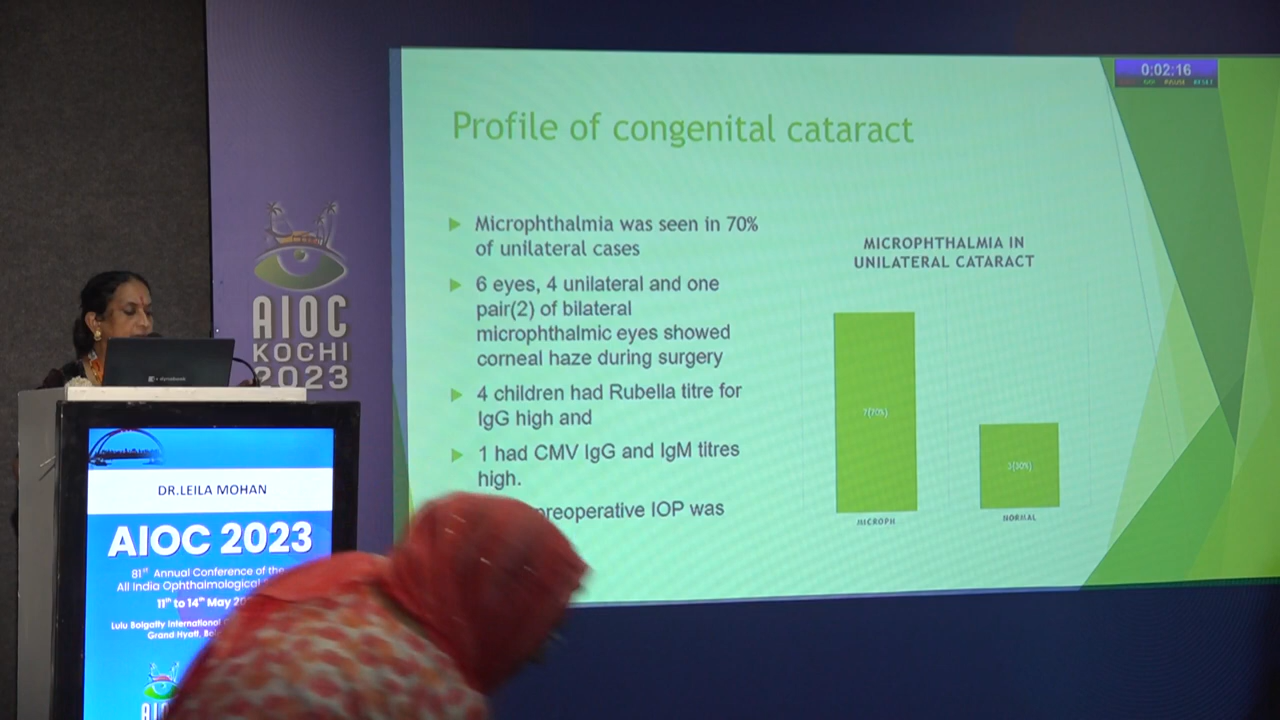 0:02:16
Profile of congenital cataract
Microphthalmia was seen in 70%
of unilateral cases
6 eyes, 4 unilateral and one
pair(2) of bilateral
microphthalmic eyes showed
corneal haze during surgery
4 children had Rubella titre for
IgG high and
1 had CMV IgG and IgM titres
high.
preoperative IOP was
MICROPHTHALMIA IN
UNILATERAL CATARACT
7(70%)
3(30%)
MICROPH
NORMAL
AIOC
KOCHI
2023
DR.LEILA MOHAN
AIOC 2023
81st Annual Conference of the
All India Ophthalmological
11th to 14th May
Lulu Bolgatty International
Grand Hyatt,